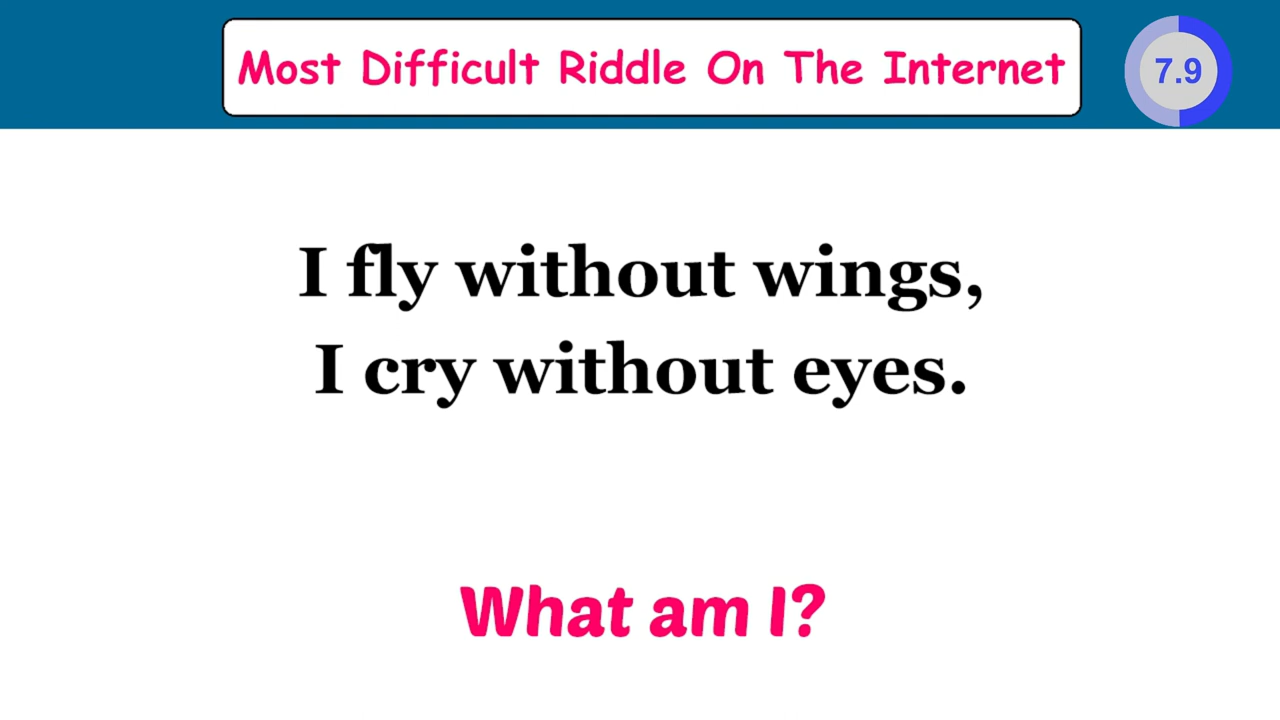 Most Difficult Riddle On The Internet
7.9
I fly without wings,
I cry without eyes.
What am I?